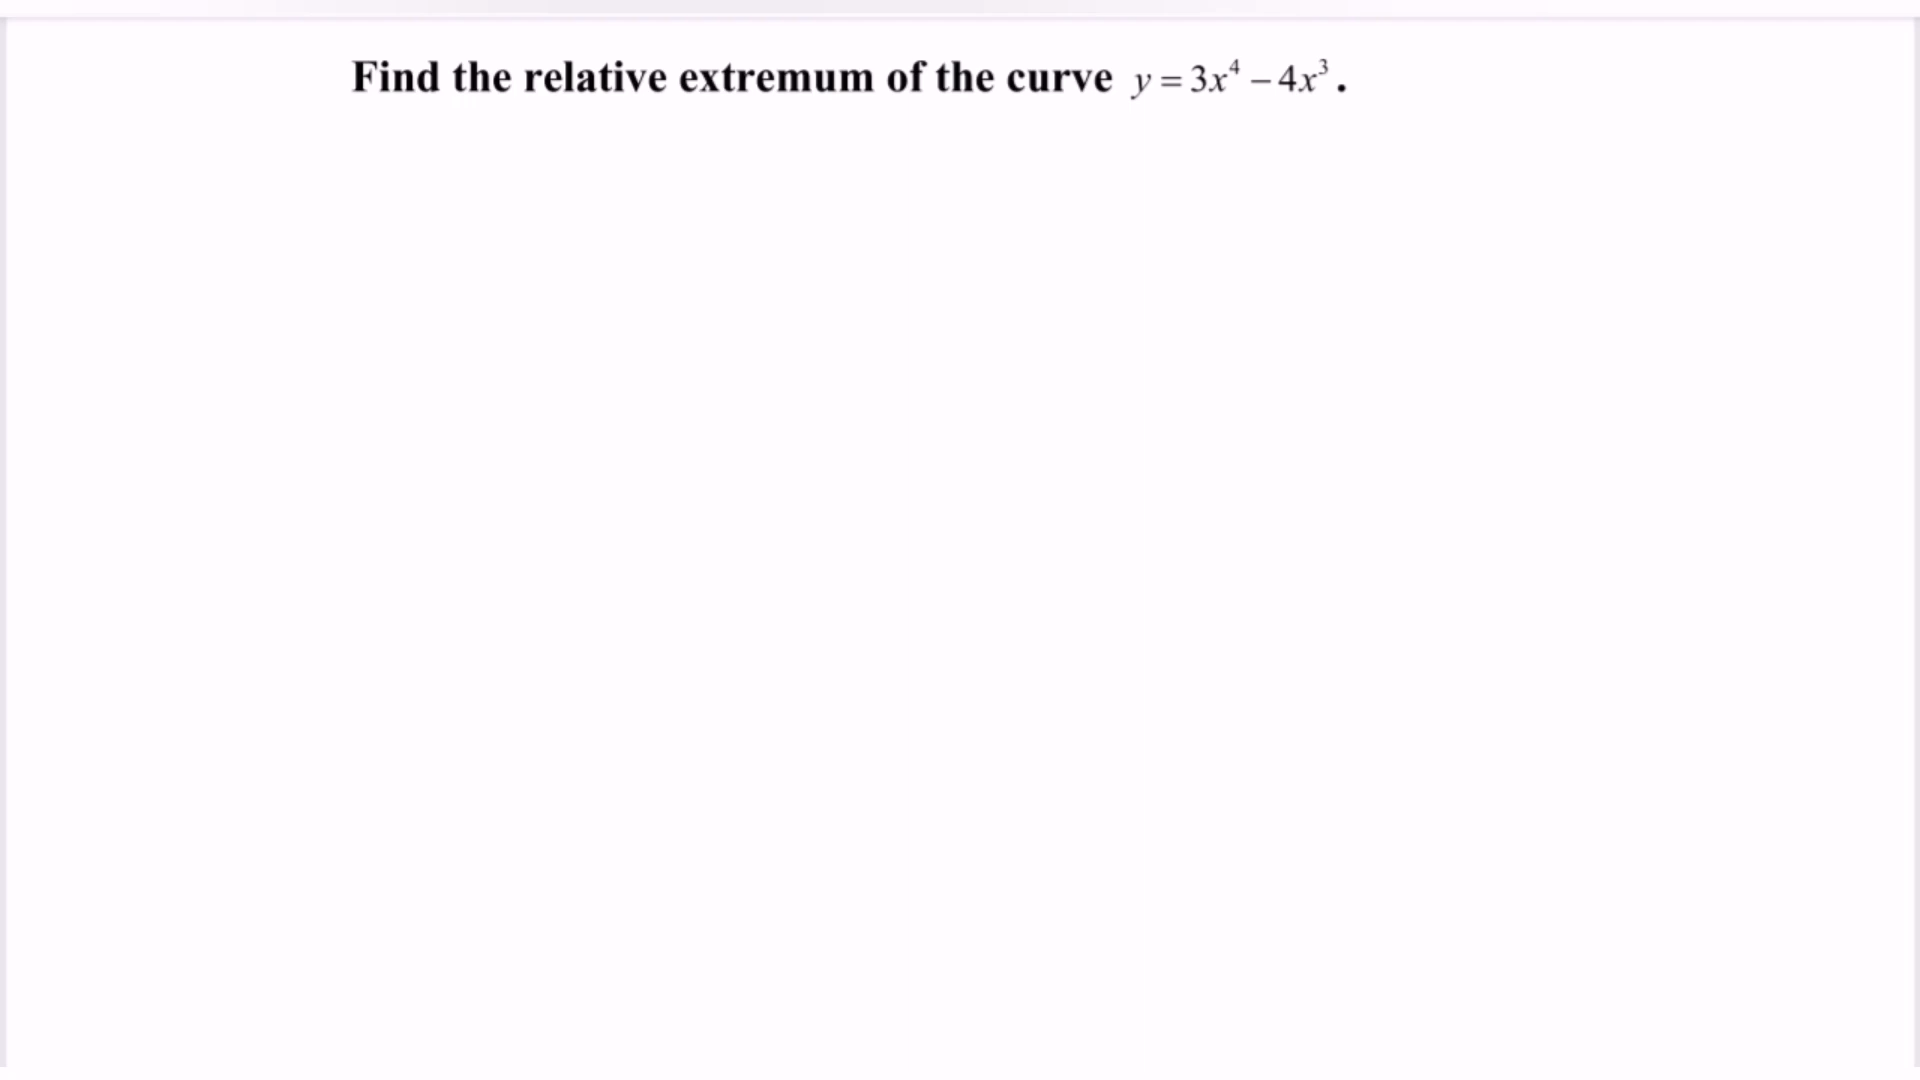 Find the relative extremum of the curve y = 3x⁴ – 4x³.